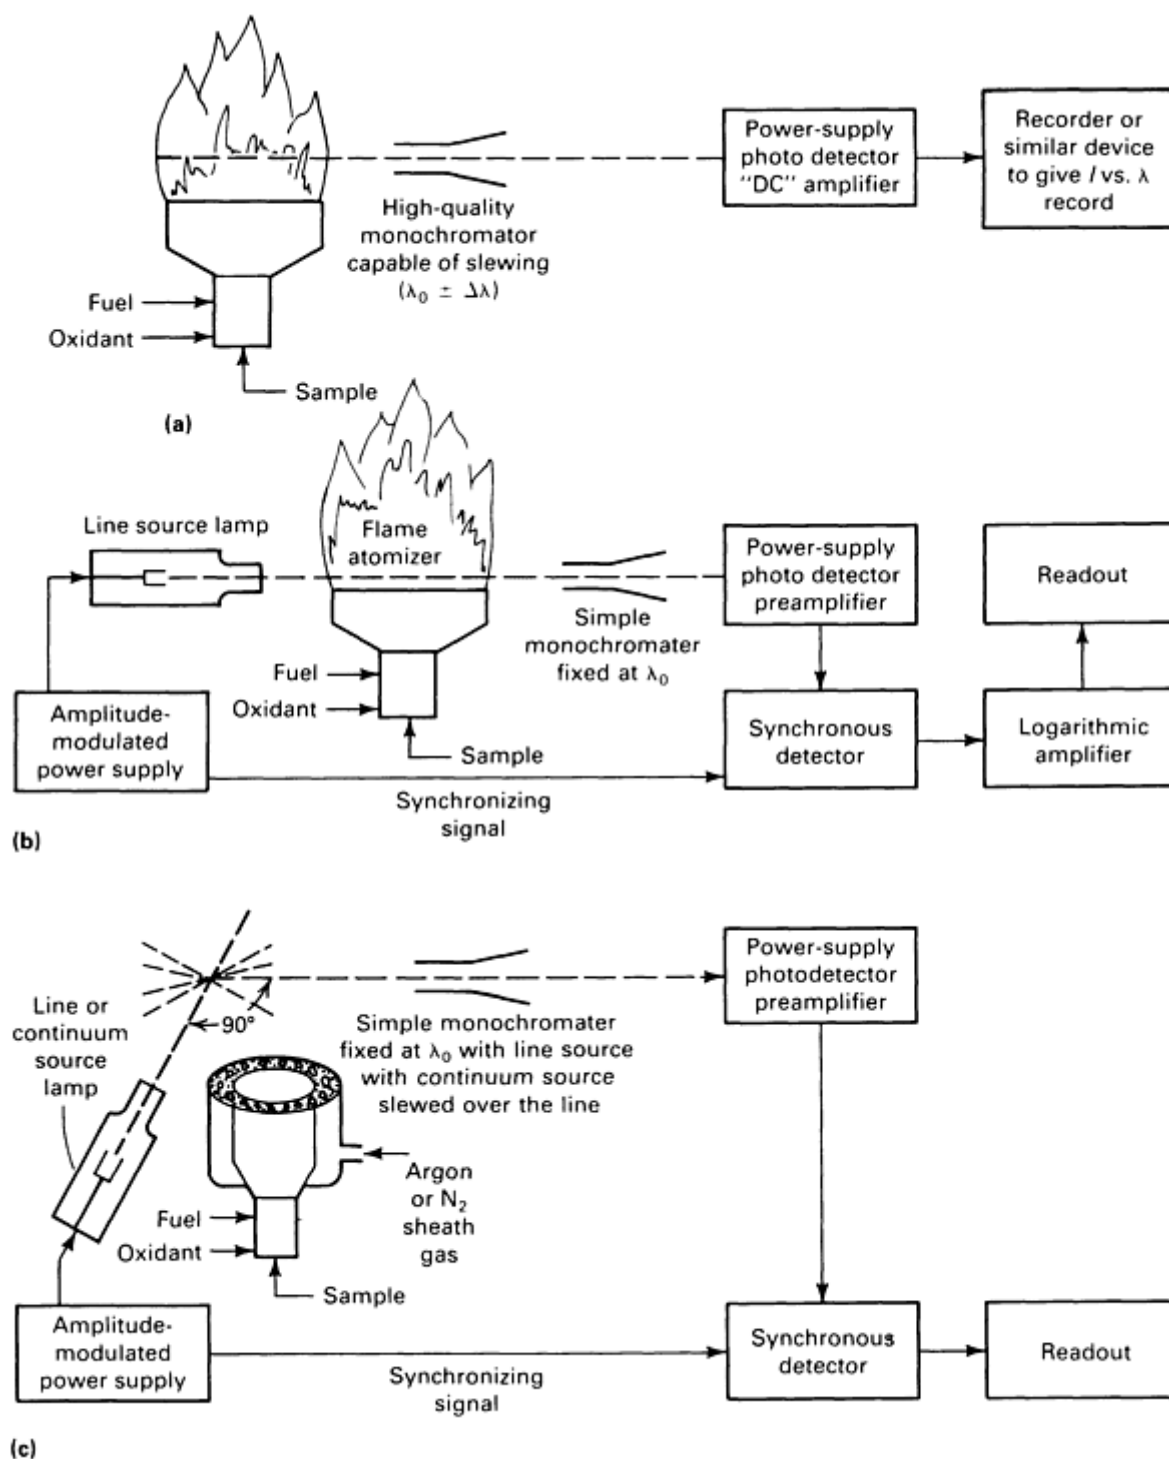 Power-supply
photo detector
"DC" amplifier
Recorder or
similar device
to give I vs. λ
record
High-quality
monochromator
capable of slewing
(λ₀ ± Δλ)
Fuel
Oxidant
Sample
(a)
Line source lamp
Flame
atomizer
Power-supply
photo detector
preamplifier
Readout
Simple
monochromater
fixed at λ₀
Fuel
Oxidant
Sample
Amplitude-
modulated
power supply
Synchronous
detector
Logarithmic
amplifier
Synchronizing
signal
(b)
Power-supply
photodetector
preamplifier
Line or
continuum
source
lamp
90°
Simple monochromater
fixed at λ₀ with line source
with continuum source
slewed over the line
Argon
or N₂
sheath
gas
Fuel
Oxidant
Sample
Amplitude-
modulated
power supply
Synchronous
detector
Readout
Synchronizing
signal
(c)